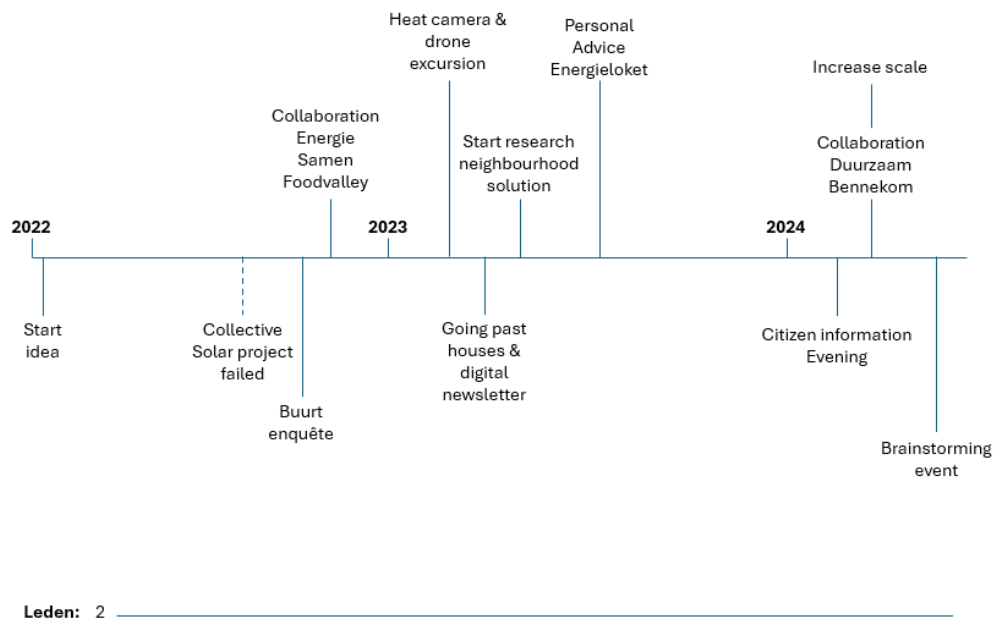 Heat camera &
drone
excursion
Personal
Advice
Energieloket
Increase scale
Collaboration
Energie
Samen
Foodvalley
Start research
neighbourhood
solution
Collaboration
Duurzaam
Bennekom
2022
2023
2024
Start
idea
Collective
Solar project
failed
Buurt
enquête
Going past
houses &
digital
newsletter
Citizen information
Evening
Brainstorming
event
Leden: 2